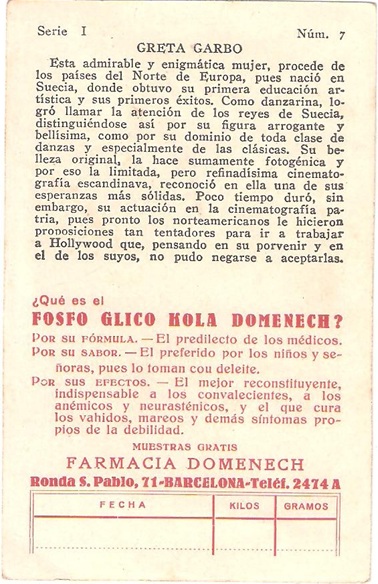 Serie I Núm. 7
GRETA GARBO
Esta admirable y enigmática mujer, procede de
los países del Norte de Europa, pues nació en
Suecia, donde obtuvo su primera educación ar-
tística y sus primeros éxitos. Como danzarina, lo-
gró llamar la atención de los reyes de Suecia,
distinguiéndose así por su figura arrogante y
bellísima, como por su dominio de toda clase de
danzas y especialmente de las clásicas. Su be-
lleza original, la hace sumamente fotogénica y
por eso la limitada, pero refinadísima cinemato-
grafía escandinava, reconoció en ella una de sus
esperanzas más sólidas. Poco tiempo duró, sin
embargo, su actuación en la cinematografía pa-
tria, pues pronto los norteamericanos le hicieron
proposiciones tan tentadores para ir a trabajar
a Hollywood que, pensando en su porvenir y en
el de los suyos, no pudo negarse a aceptarlas.
¿Qué es el
FOSFO GLICO KOLA DOMENECH?
POR SU FÓRMULA. — El predilecto de los médicos.
POR SU SABOR. — El preferido por los niños y se-
ñoras, pues lo toman cou deleite.
POR SUS EFECTOS. — El mejor reconstituyente,
indispensable a los convalecientes, a los
anémicos y neurasténicos, y el que cura
los vahidos, mareos y demás síntomas pro-
pios de la debilidad.
MUESTRAS GRATIS
FARMACIA DOMENECH
Ronda S. Pablo, 71-BARCELONA-Teléf. 2474 A
FECHA KILOS GRAMOS